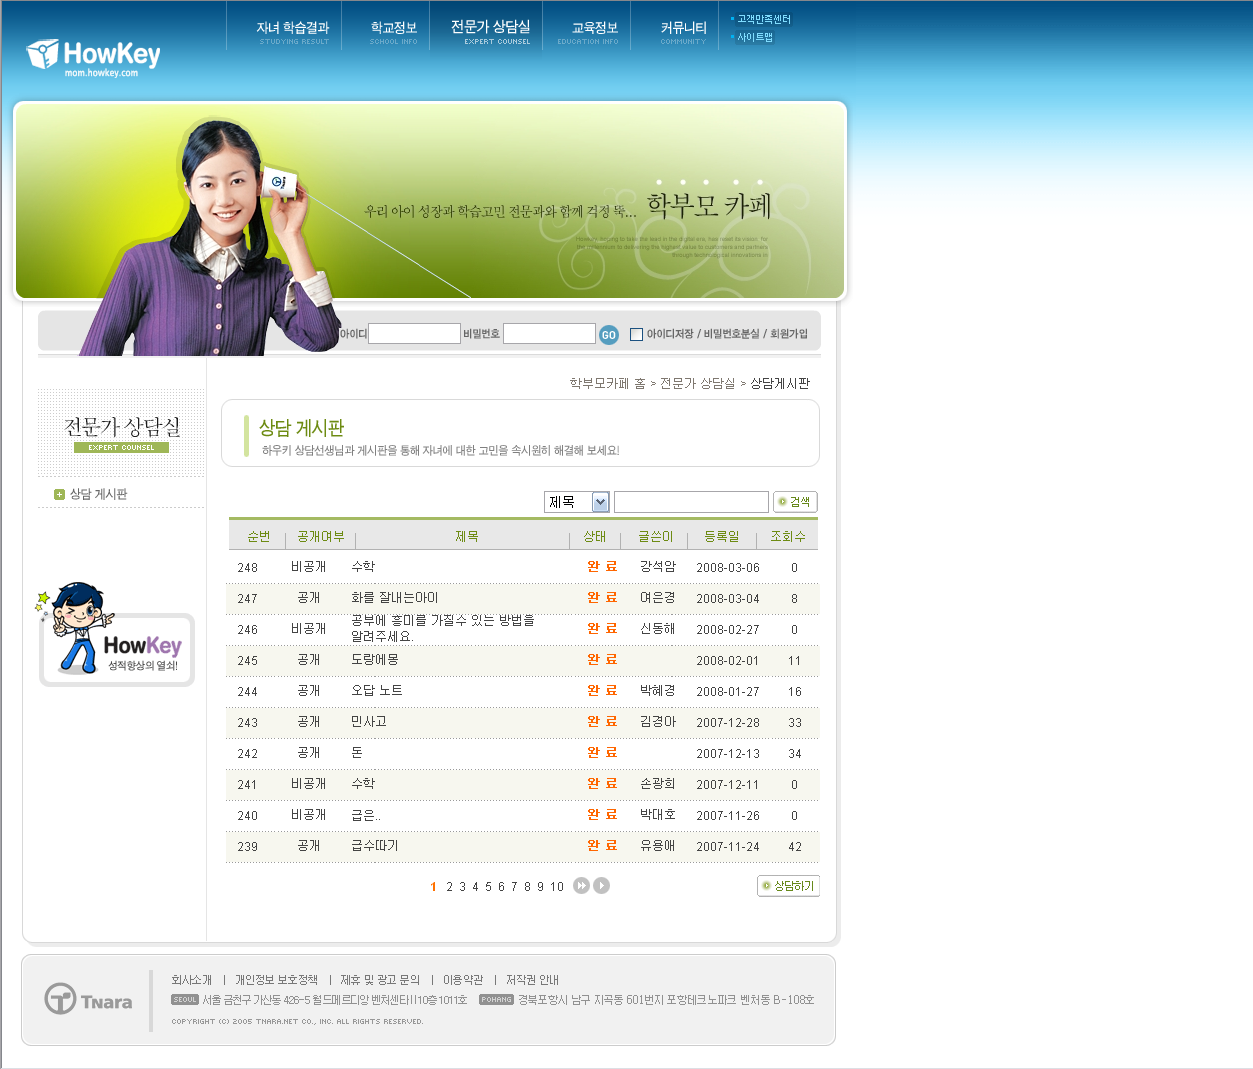 자녀 학습결과
STUDYING RESULT
학교정보
SCHOOL INFO
전문가 상담실
EXPERT COUNSEL
교육정보
EDUCATION INFO
커뮤니티
COMMUNITY
고객만족센터
사이트맵
HowKey
mom.howkey.com
우리 아이 성장과 학습고민 전문과와 함께 걱정 뚝... 학부모 카페
아이디 비밀번호 GO 아이디저장 / 비밀번호분실 / 회원가입
학부모카페 홈 > 전문가 상담실 > 상담게시판
전문가 상담실
EXPERT COUNSEL
상담 게시판
상담 게시판
하우키 상담선생님과 게시판을 통해 자녀에 대한 고민을 속시원히 해결해 보세요!
제목 검색
순번 공개여부 제목 상태 글쓴이 등록일 조회수
248 비공개 수학 완 료 강석암 2008-03-06 0
247 공개 화를 잘내는아이 완 료 여은경 2008-03-04 8
246 비공개 공부에 흥미를 가질수 있는 방법을 알려주세요. 완 료 신동해 2008-02-27 0
245 공개 도랑에몽 완 료 2008-02-01 11
244 공개 오답 노트 완 료 박혜경 2008-01-27 16
243 공개 민사고 완 료 김경아 2007-12-28 33
242 공개 돈 완 료 2007-12-13 34
241 비공개 수학 완 료 손광희 2007-12-11 0
240 비공개 급은.. 완 료 박대호 2007-11-26 0
239 공개 급수따기 완 료 유용애 2007-11-24 42
1 2 3 4 5 6 7 8 9 10
상담하기
HowKey
성적향상의 열쇠!
Tnara
회사소개 | 개인정보 보호정책 | 제휴 및 광고 문의 | 이용약관 | 저작권 안내
SEOUL 서울 금천구 가산동 426-5 월드메르디앙 벤처센타II 10층 1011호 POHANG 경북포항시 남구 지곡동 601번지 포항테크노파크 벤처동 B-108호
COPYRIGHT (C) 2005 TNARA.NET CO., INC. ALL RIGHTS RESERVED.